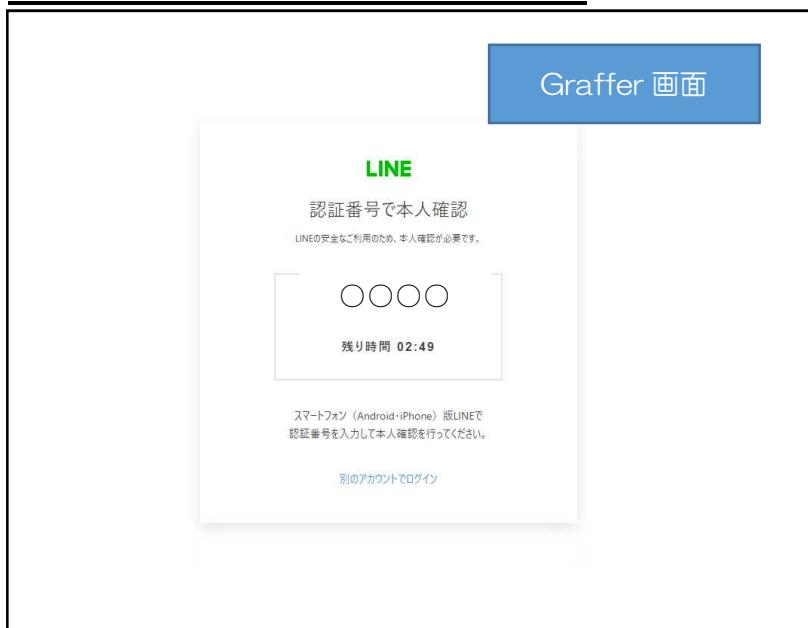 Graffer 画面
LINE
認証番号で本人確認
LINEの安全なご利用のため、本人確認が必要です。
○○○○
残り時間 02:49
スマートフォン（Android・iPhone）版LINEで
認証番号を入力して本人確認を行ってください。
別のアカウントでログイン